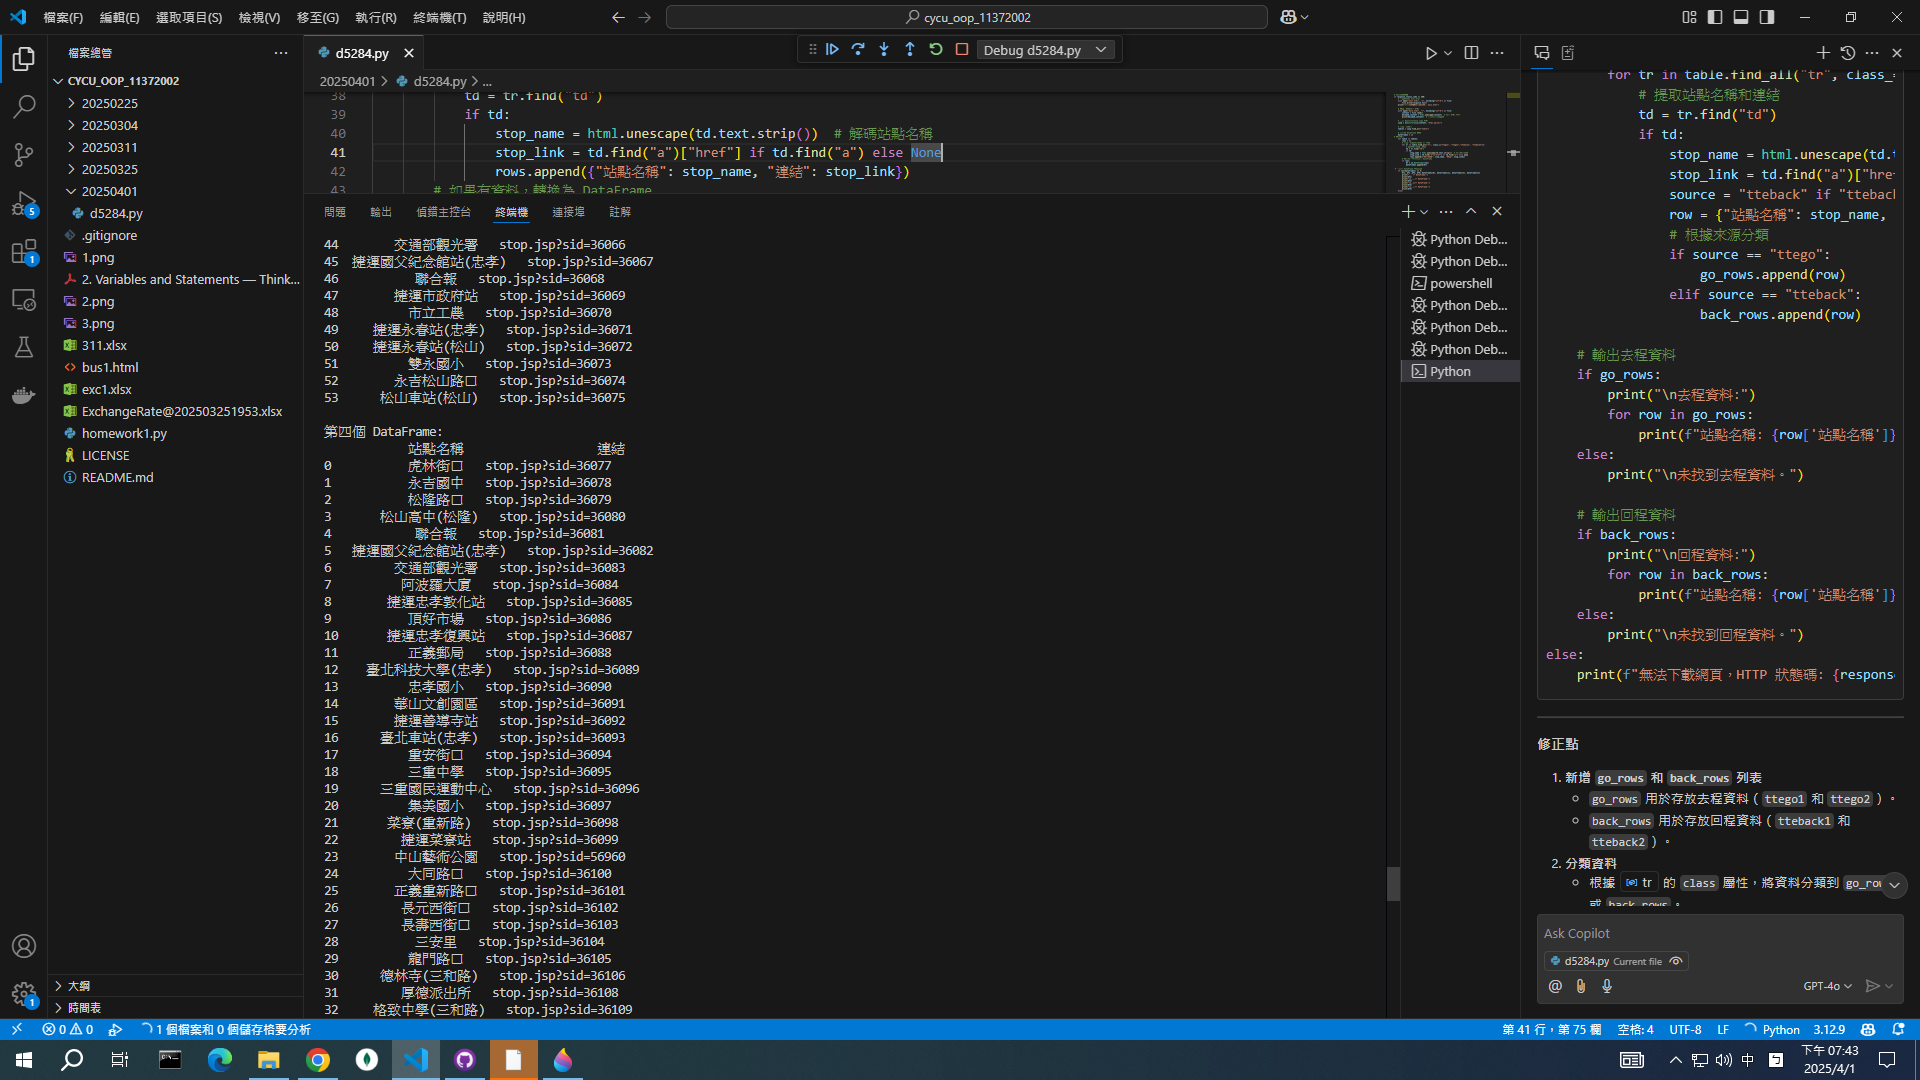 檔案(F) 編輯(E) 選取項目(S) 檢視(V) 移至(G) 執行(R) 終端機(T) 說明(H)
cycu_oop_11372002
檔案總管
CYCU_OOP_11372002
20250225
20250304
20250311
20250325
20250401
d5284.py
.gitignore
1.png
2. Variables and Statements — Think...
2.png
3.png
311.xlsx
bus1.html
exc1.xlsx
ExchangeRate@202503251953.xlsx
homework1.py
LICENSE
README.md
大綱
時間表
d5284.py
Debug d5284.py
20250401 > d5284.py > ...
38 td = tr.find("td")
39 if td:
40 stop_name = html.unescape(td.text.strip()) # 解碼站點名稱
41 stop_link = td.find("a")["href"] if td.find("a") else None
42 rows.append({"站點名稱": stop_name, "連結": stop_link})
43 # 如果有資料，轉換為 DataFrame
問題 輸出 偵錯主控台 終端機 連接埠 註解
44 交通部觀光署 stop.jsp?sid=36066
45 捷運國父紀念館站(忠孝) stop.jsp?sid=36067
46 聯合報 stop.jsp?sid=36068
47 捷運市政府站 stop.jsp?sid=36069
48 市立工農 stop.jsp?sid=36070
49 捷運永春站(忠孝) stop.jsp?sid=36071
50 捷運永春站(松山) stop.jsp?sid=36072
51 雙永國小 stop.jsp?sid=36073
52 永吉松山路口 stop.jsp?sid=36074
53 松山車站(松山) stop.jsp?sid=36075
第四個 DataFrame:
站點名稱 連結
0 虎林街口 stop.jsp?sid=36077
1 永吉國中 stop.jsp?sid=36078
2 松隆路口 stop.jsp?sid=36079
3 松山高中(松隆) stop.jsp?sid=36080
4 聯合報 stop.jsp?sid=36081
5 捷運國父紀念館站(忠孝) stop.jsp?sid=36082
6 交通部觀光署 stop.jsp?sid=36083
7 阿波羅大廈 stop.jsp?sid=36084
8 捷運忠孝敦化站 stop.jsp?sid=36085
9 頂好市場 stop.jsp?sid=36086
10 捷運忠孝復興站 stop.jsp?sid=36087
11 正義郵局 stop.jsp?sid=36088
12 臺北科技大學(忠孝) stop.jsp?sid=36089
13 忠孝國小 stop.jsp?sid=36090
14 華山文創園區 stop.jsp?sid=36091
15 捷運善導寺站 stop.jsp?sid=36092
16 臺北車站(忠孝) stop.jsp?sid=36093
17 重安街口 stop.jsp?sid=36094
18 三重中學 stop.jsp?sid=36095
19 三重國民運動中心 stop.jsp?sid=36096
20 集美國小 stop.jsp?sid=36097
21 菜寮(重新路) stop.jsp?sid=36098
22 捷運菜寮站 stop.jsp?sid=36099
23 中山藝術公園 stop.jsp?sid=56960
24 大同路口 stop.jsp?sid=36100
25 正義重新路口 stop.jsp?sid=36101
26 長元西街口 stop.jsp?sid=36102
27 長壽西街口 stop.jsp?sid=36103
28 三安里 stop.jsp?sid=36104
29 龍門路口 stop.jsp?sid=36105
30 德林寺(三和路) stop.jsp?sid=36106
31 厚德派出所 stop.jsp?sid=36108
32 格致中學(三和路) stop.jsp?sid=36109
Python Deb...
Python Deb...
powershell
Python Deb...
Python Deb...
Python Deb...
Python
for tr in table.find_all("tr", class_
# 提取站點名稱和連結
td = tr.find("td")
if td:
stop_name = html.unescape(td.t
stop_link = td.find("a")["hre
source = "tteback" if "tteback
row = {"站點名稱": stop_name,
# 根據來源分類
if source == "ttego":
go_rows.append(row)
elif source == "tteback":
back_rows.append(row)
# 輸出去程資料
if go_rows:
print("\n去程資料:")
for row in go_rows:
print(f"站點名稱: {row['站點名稱']}
else:
print("\n未找到去程資料。")
# 輸出回程資料
if back_rows:
print("\n回程資料:")
for row in back_rows:
print(f"站點名稱: {row['站點名稱']}
else:
print("\n未找到回程資料。")
else:
print(f"無法下載網頁，HTTP 狀態碼: {respons
修正點
1. 新增 go_rows 和 back_rows 列表
go_rows 用於存放去程資料（ttego1 和 ttego2）。
back_rows 用於存放回程資料（tteback1 和
tteback2）。
2. 分類資料
根據 tr 的 class 屬性，將資料分類到 go_rov
或 back_rows。
Ask Copilot
d5284.py Current file
GPT-4o
0 0 1 個檔案和 0 個儲存格要分析
第 41 行，第 75 欄 空格: 4 UTF-8 LF Python 3.12.9
中
下午 07:43
2025/4/1